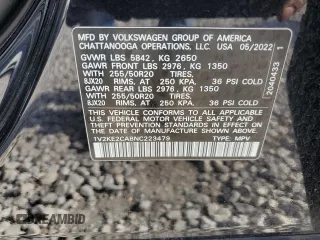 MFD BY VOLKSWAGEN GROUP OF AMERICA
CHATTANOOGA OPERATIONS, LLC. USA 05/2022
GVWR LBS 5842, KG 2650
GAWR FRONT LBS 2976, KG 1350
WITH 255/50R20 TIRES,
8JX20 RIMS, AT 250 KPA, 36 PSI COLD
GAWR REAR LBS 2976 , KG 1350
WITH 255/50R20 TIRES,
8JX20 RIMS, AT 250 KPA, 36 PSI COLD
THIS VEHICLE CONFORMS TO ALL APPLICABLE
FEDERAL MOTOR VEHICLE SAFETY, BUMPER,
AND THEFT PREVENTION STANDARDS IN EFFECT
ON THE DATE OF MANUFACTURE SHOWN ABOVE.
1V2KE2CA8NC223479 TYPE: MPV
2040433
1